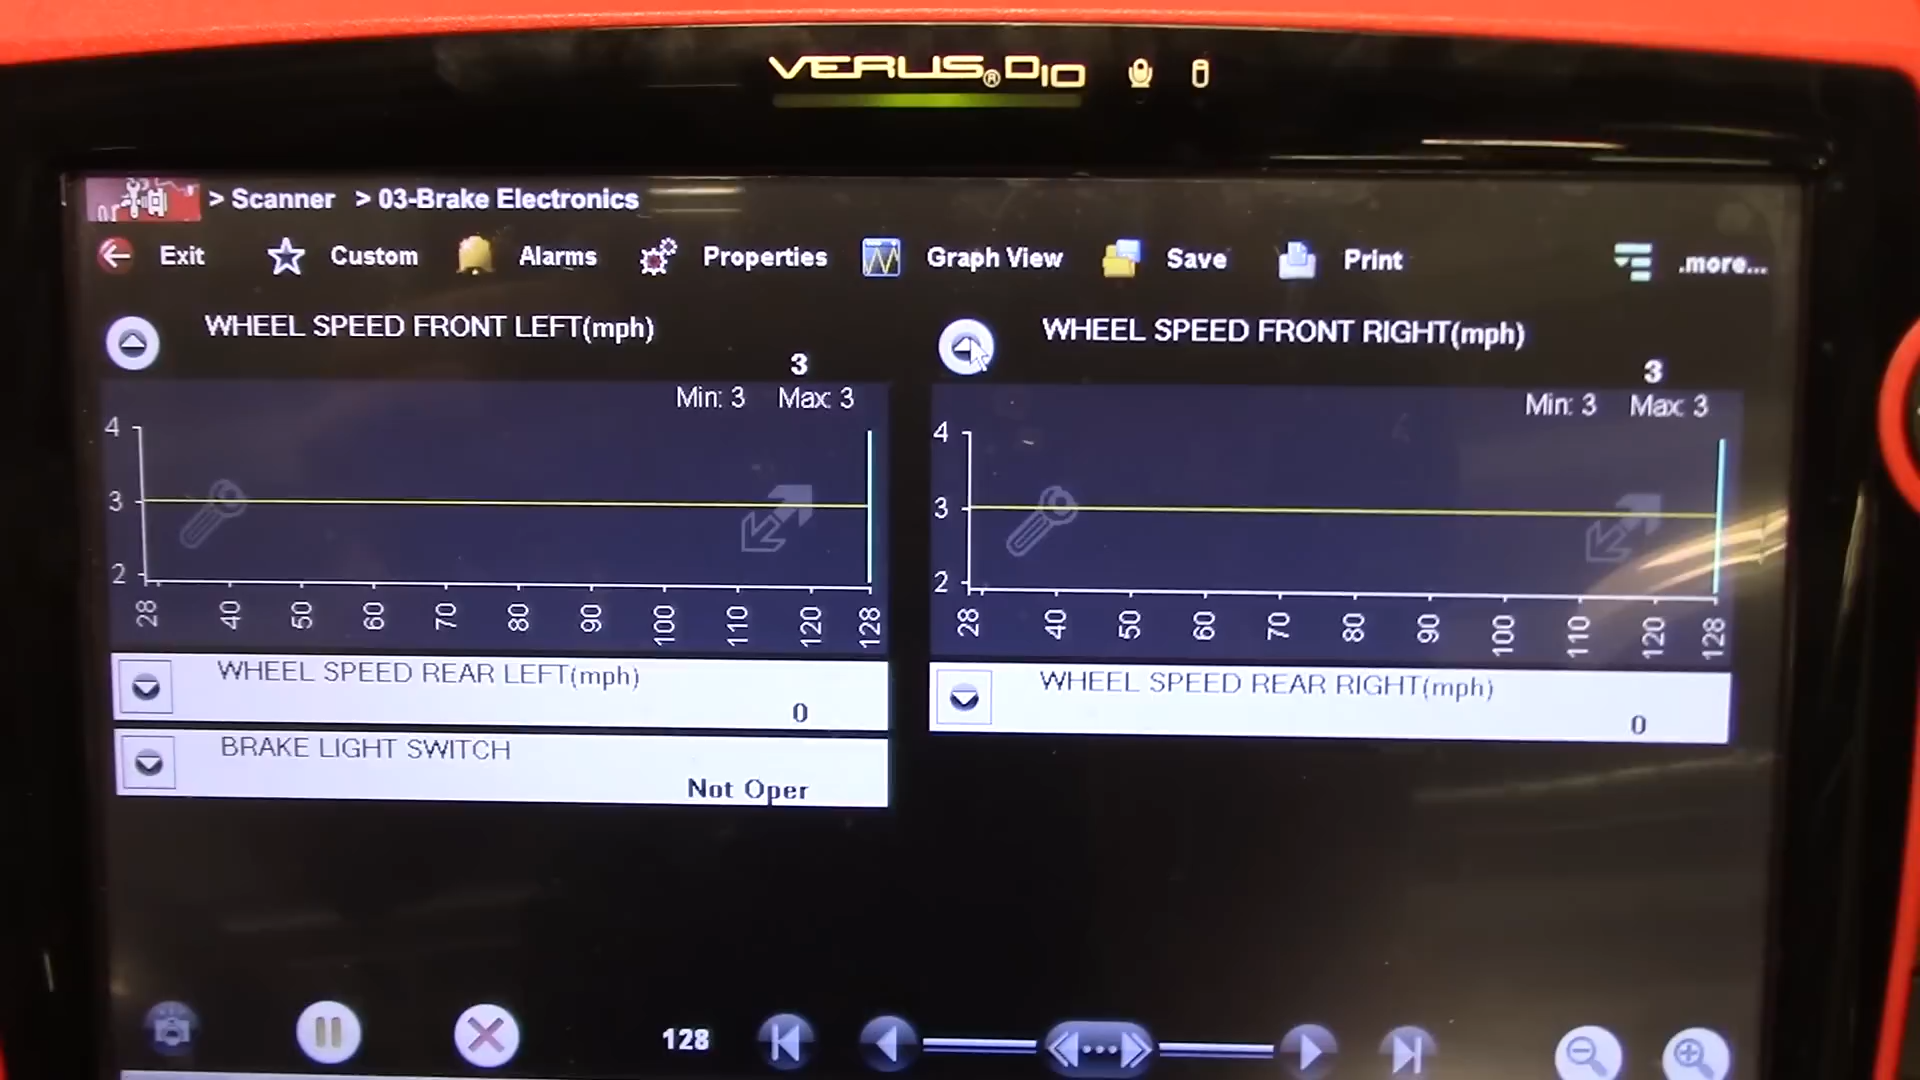 VERUS® D10
> Scanner > 03-Brake Electronics
Exit Custom Alarms Properties Graph View Save Print .more...
WHEEL SPEED FRONT LEFT(mph)
3
Min: 3 Max: 3
4
3
2
28 40 50 60 70 80 90 100 110 120 128
WHEEL SPEED FRONT RIGHT(mph)
3
Min: 3 Max: 3
4
3
2
28 40 50 60 70 80 90 100 110 120 128
WHEEL SPEED REAR LEFT(mph)
0
WHEEL SPEED REAR RIGHT(mph)
0
BRAKE LIGHT SWITCH
Not Oper
128